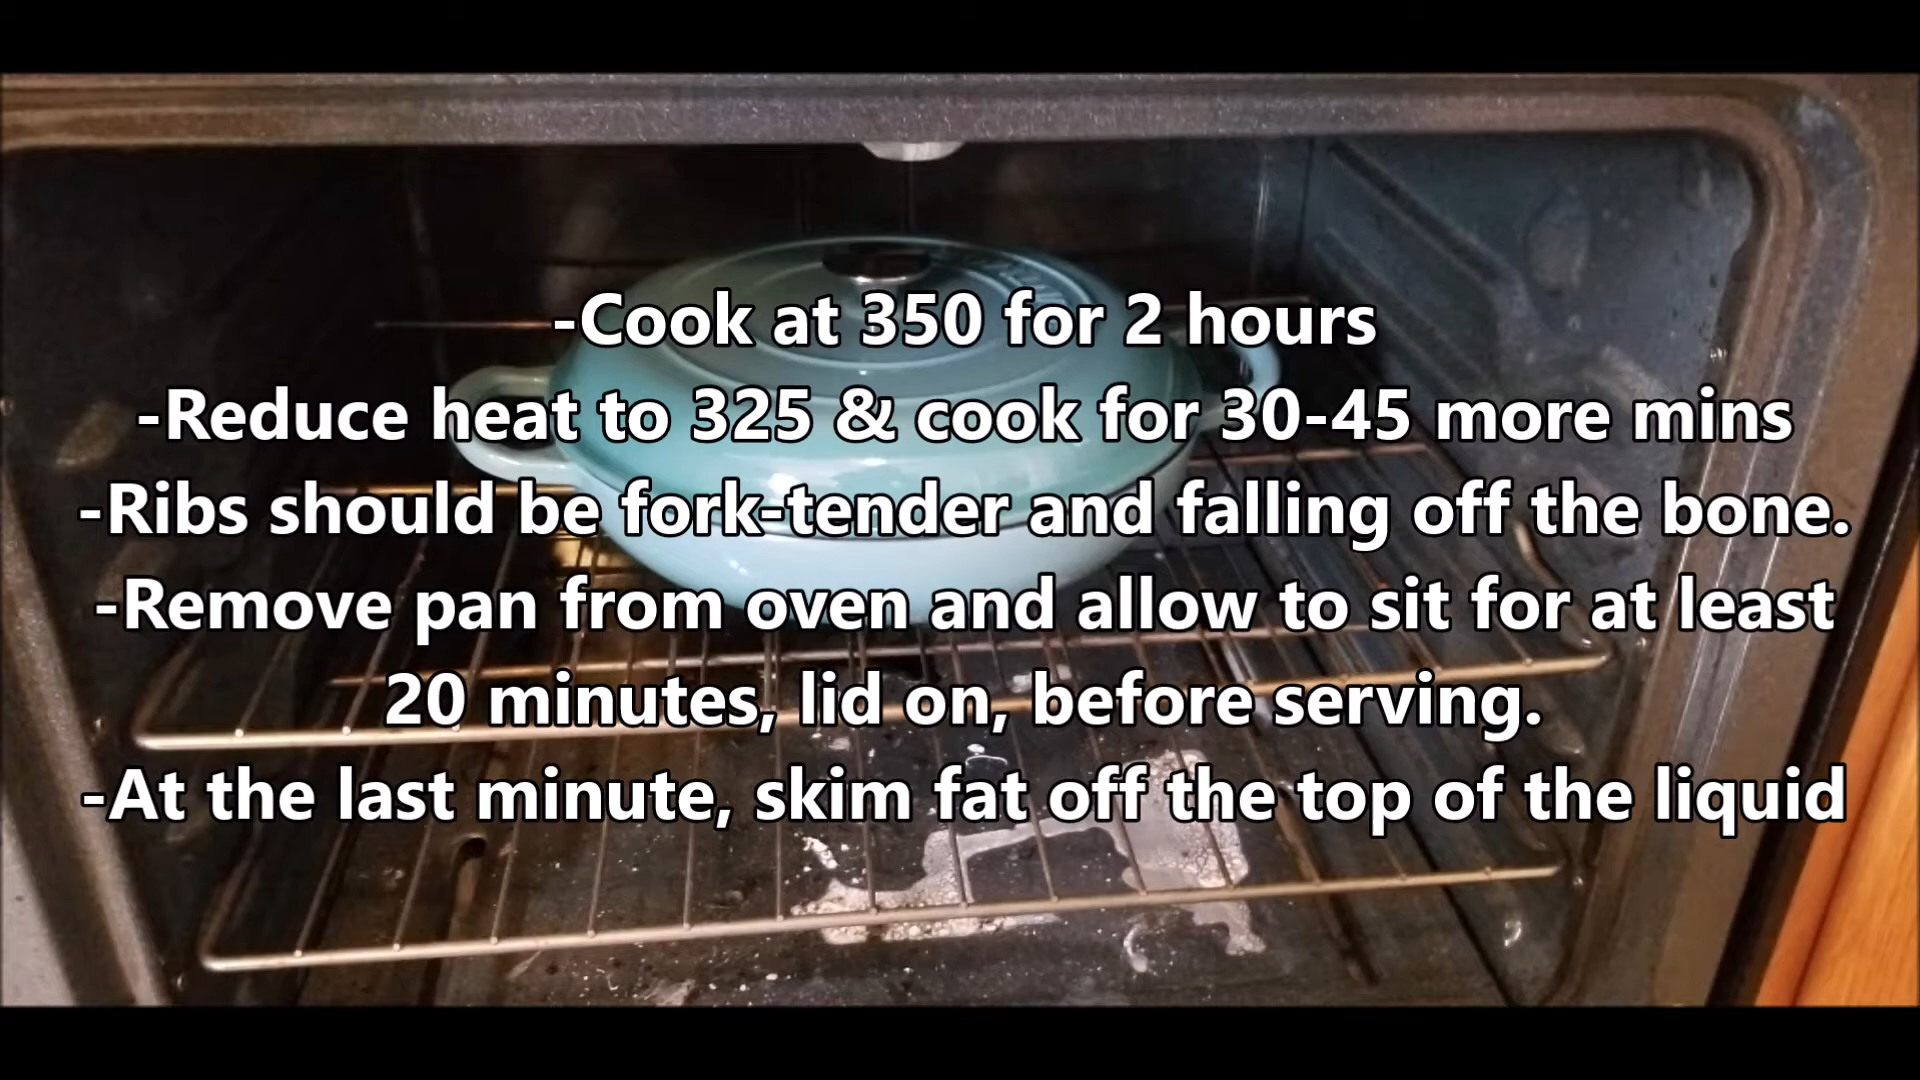 -Cook at 350 for 2 hours
-Reduce heat to 325 & cook for 30-45 more mins
-Ribs should be fork-tender and falling off the bone.
-Remove pan from oven and allow to sit for at least
20 minutes, lid on, before serving.
-At the last minute, skim fat off the top of the liquid